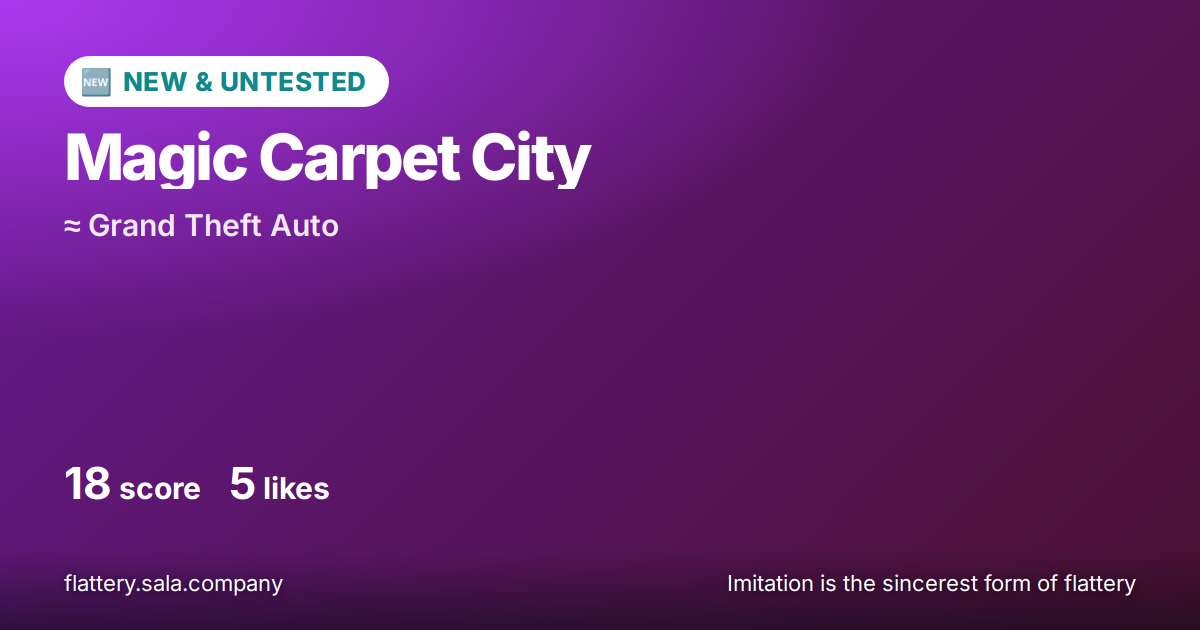 🆕 NEW & UNTESTED
Magic Carpet City
≈ Grand Theft Auto
18 score 5 likes
flattery.sala.company
Imitation is the sincerest form of flattery